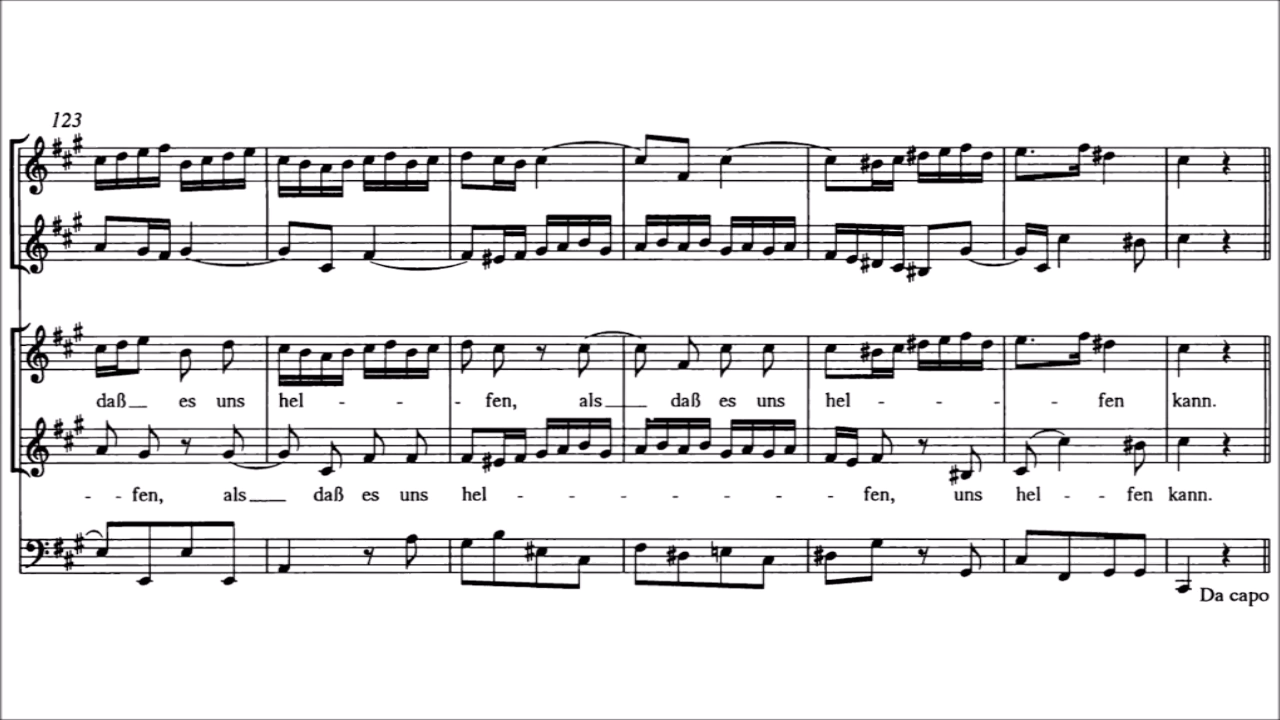 123
daß es uns hel - - - fen, als daß es uns hel - - - - fen kann.
- - fen, als daß es uns hel - - - - - - fen, uns hel - - fen kann.
Da capo